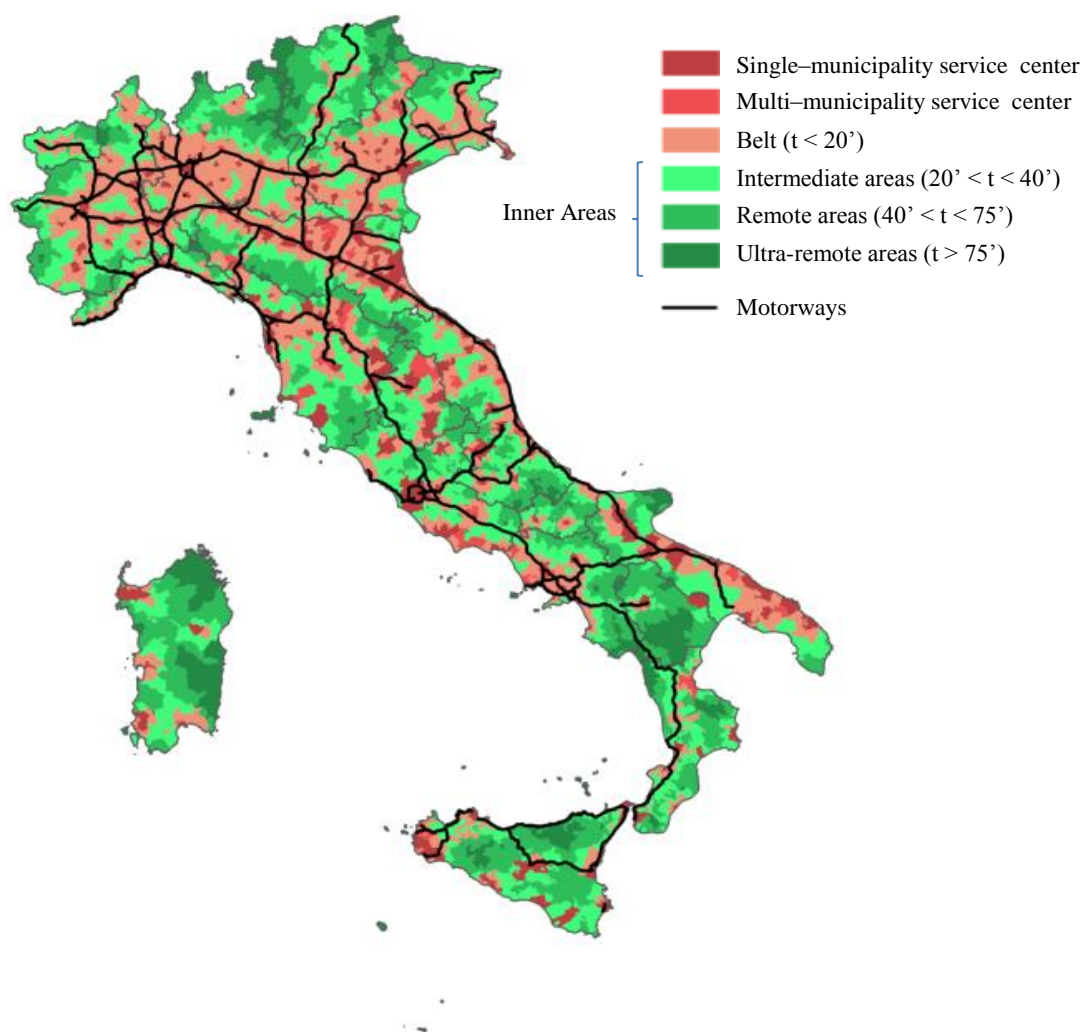 Single–municipality service center
Multi–municipality service center
Belt (t < 20’)
Intermediate areas (20’ < t < 40’)
Inner Areas
Remote areas (40’ < t < 75’)
Ultra-remote areas (t > 75’)
Motorways